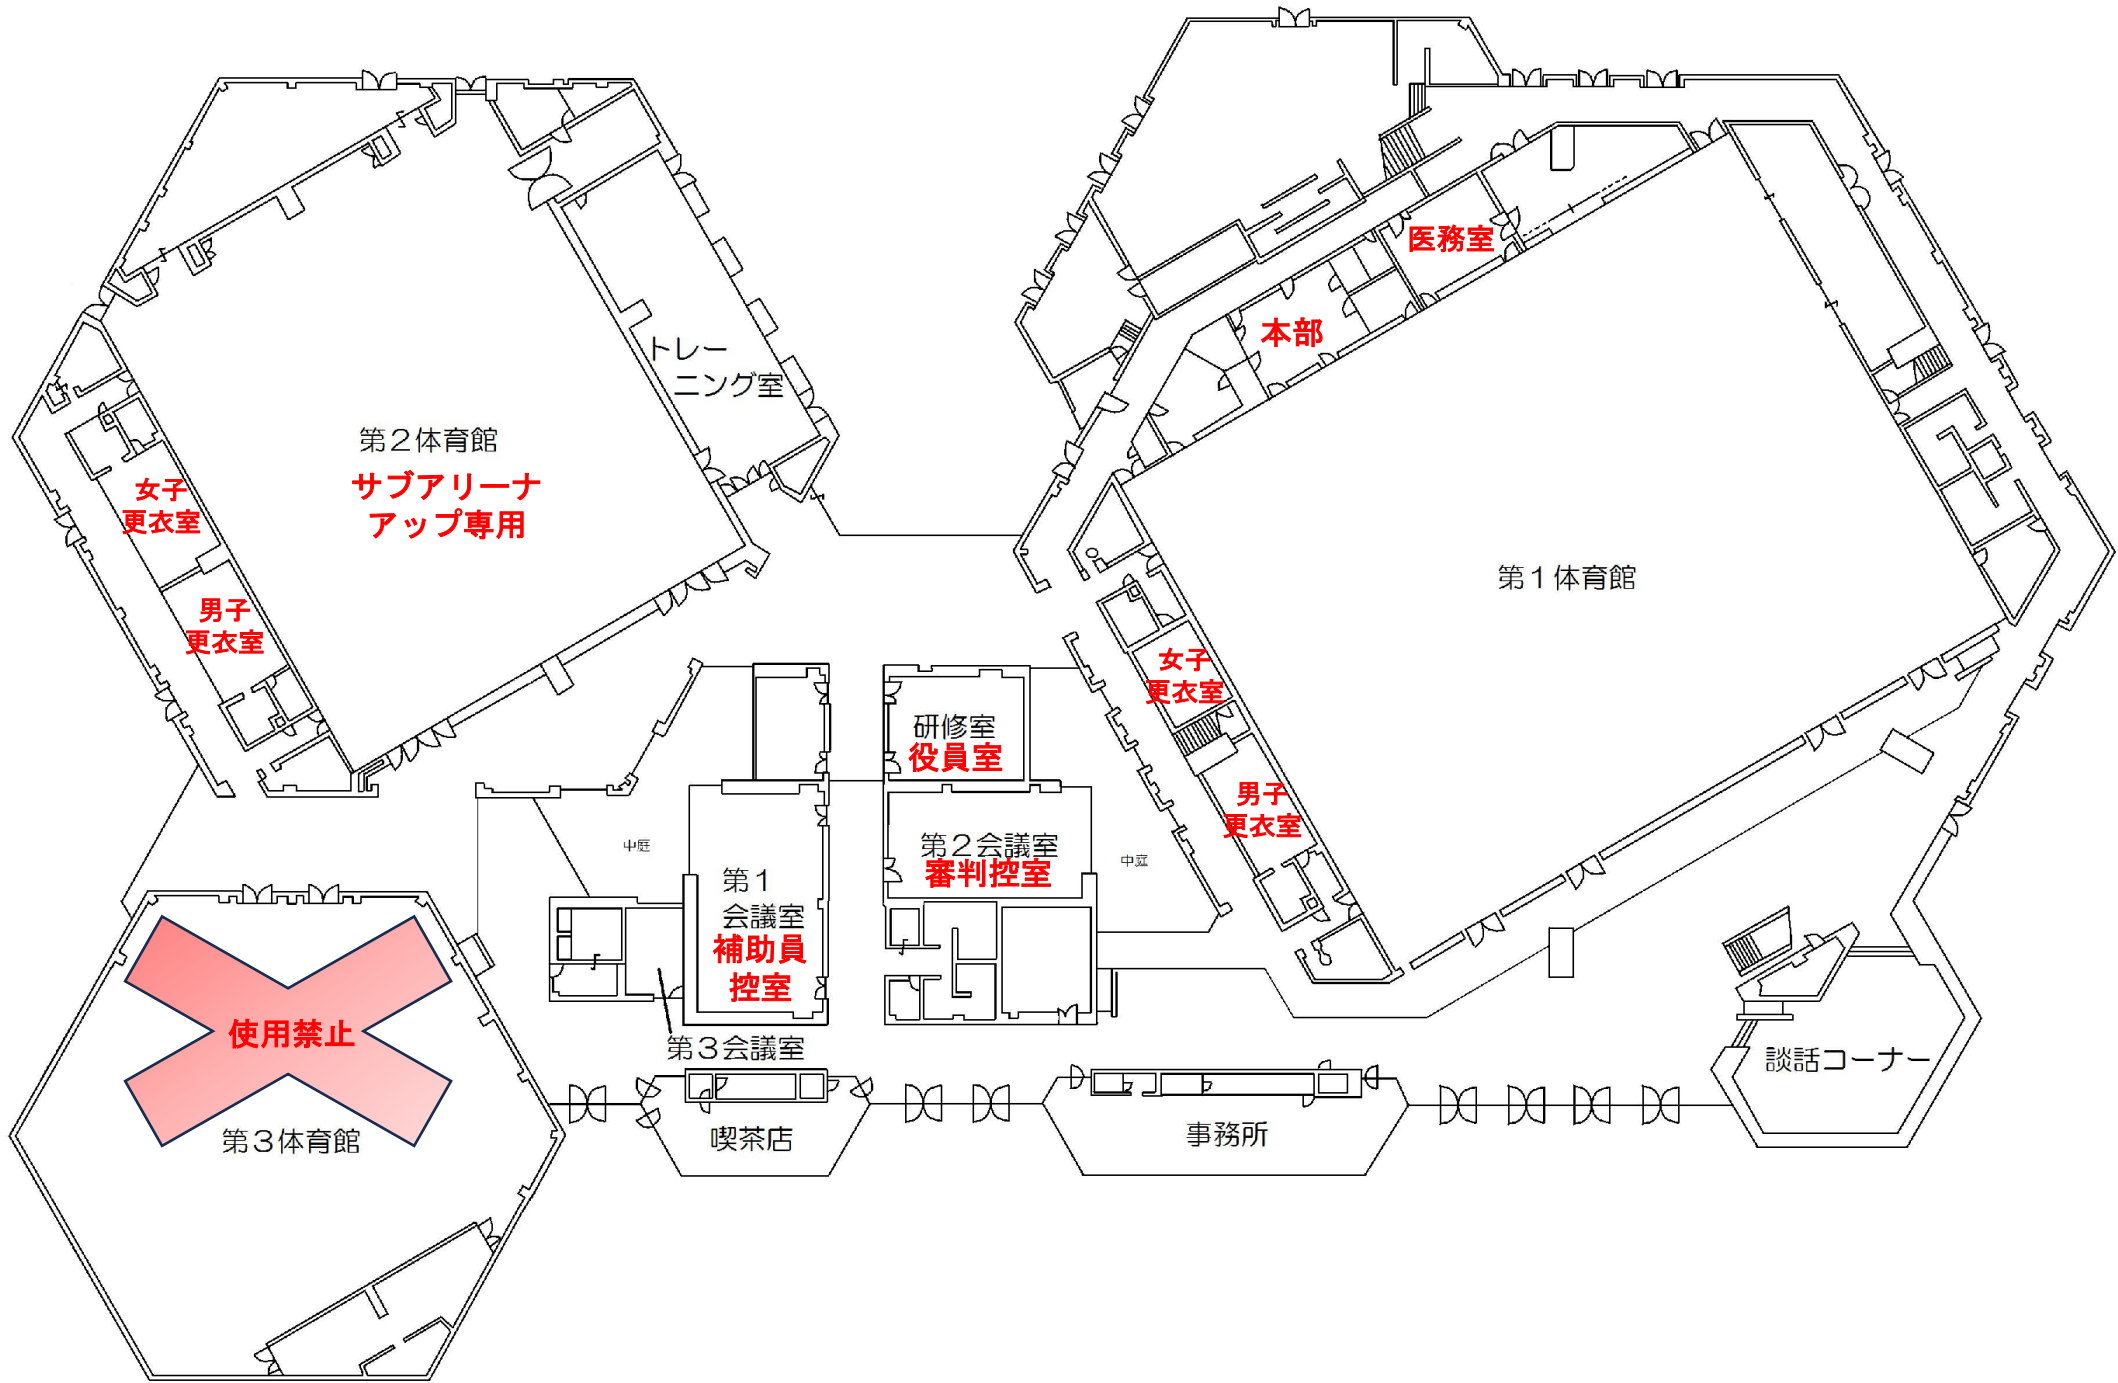 医務室
本部
トレー
ニング室
第2体育館
サブアリーナ
アップ専用
女子
更衣室
男子
更衣室
第1体育館
女子
更衣室
男子
更衣室
研修室
役員室
中庭
第2会議室
審判控室
中庭
第1
会議室
補助員
控室
使用禁止
第3会議室
第3体育館
喫茶店
事務所
談話コーナー